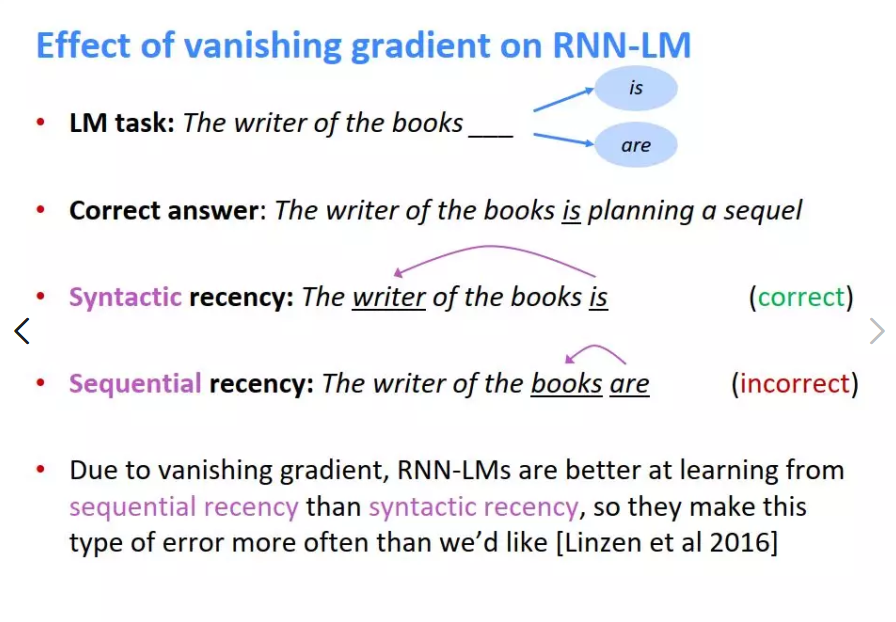 Effect of vanishing gradient on RNN-LM
is
• LM task: The writer of the books ___
are
• Correct answer: The writer of the books is planning a sequel
• Syntactic recency: The writer of the books is (correct)
• Sequential recency: The writer of the books are (incorrect)
• Due to vanishing gradient, RNN-LMs are better at learning from
sequential recency than syntactic recency, so they make this
type of error more often than we'd like [Linzen et al 2016]